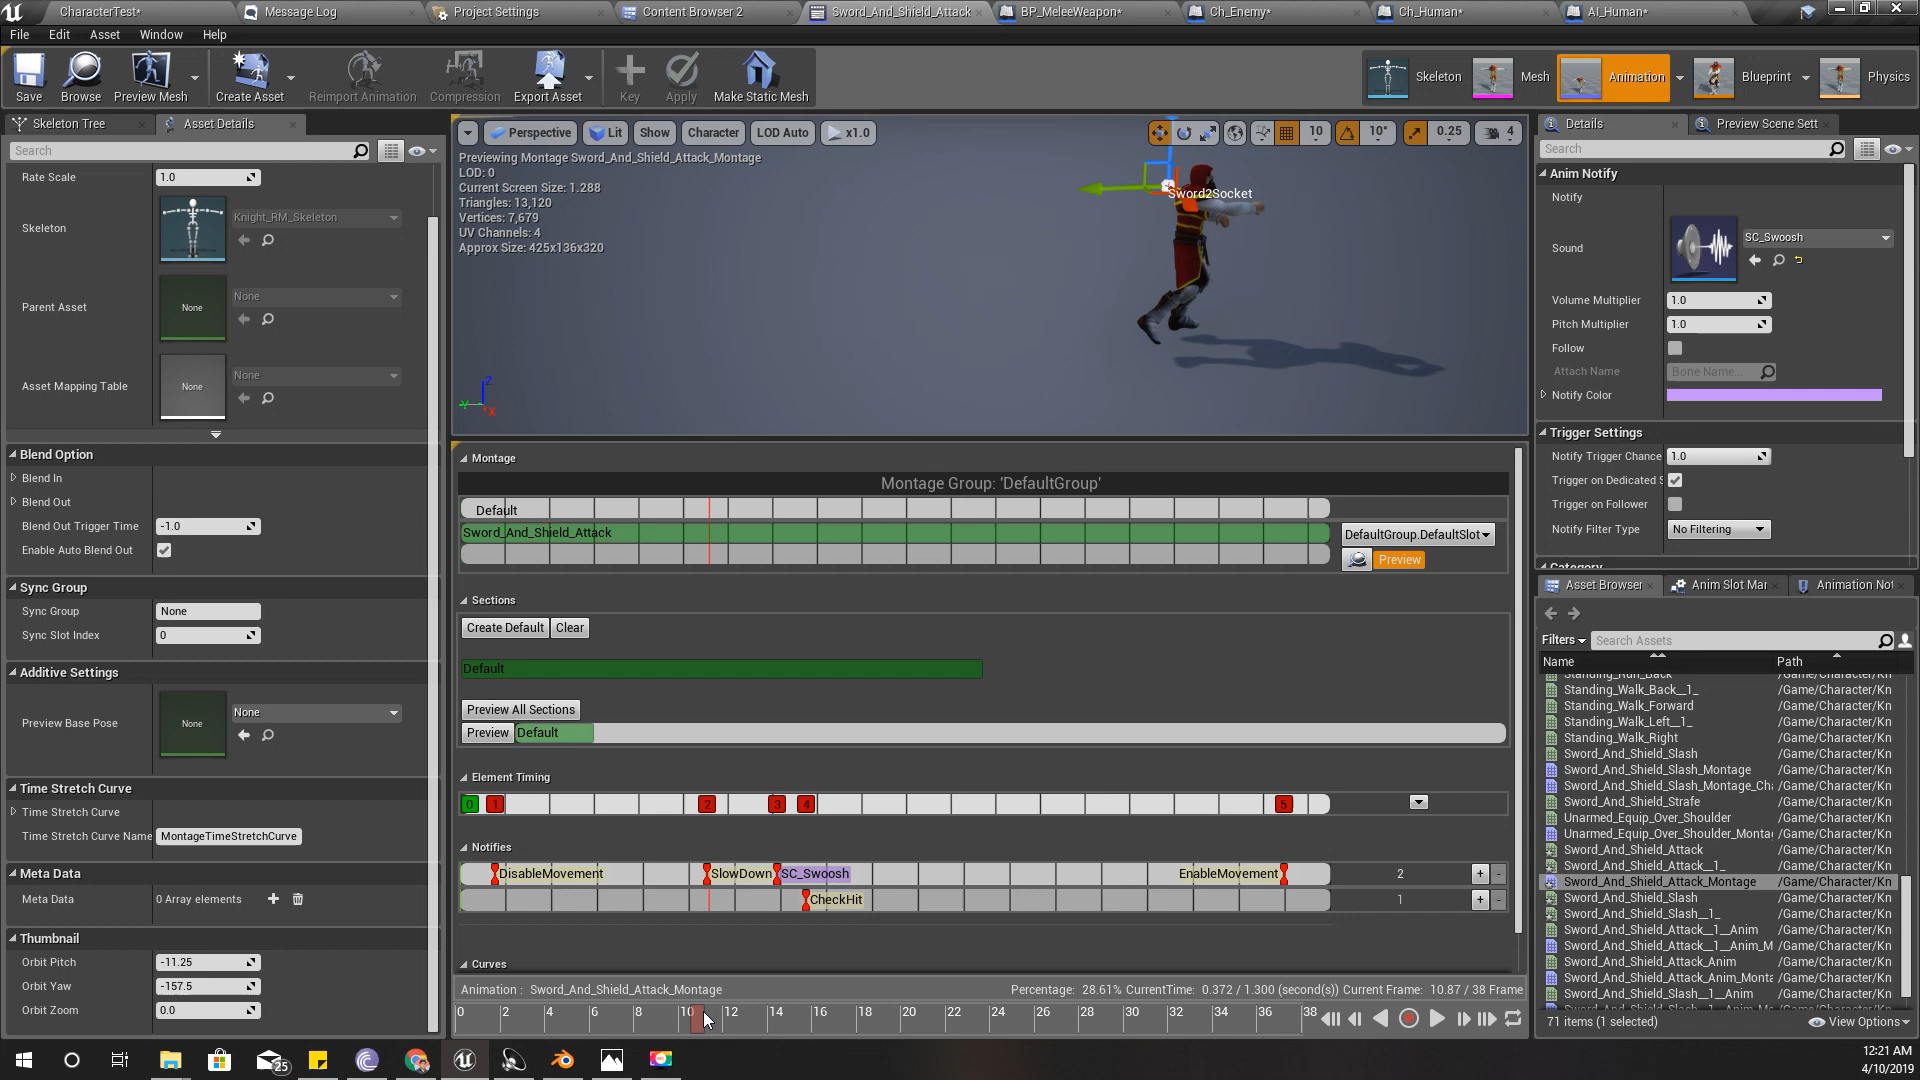 CharacterTest*
Message Log
Project Settings
Content Browser 2
Sword_And_Shield_Attack
BP_MeleeWeapon*
Ch_Enemy*
Ch_Human*
AI_Human*
File Edit Asset Window Help
Save
Browse
Preview Mesh
Create Asset
Reimport Animation
Compression
Export Asset
Key
Apply
Make Static Mesh
Skeleton
Mesh
Animation
Blueprint
Physics
Skeleton Tree
Asset Details
Search
Rate Scale 1.0
Skeleton Knight_RM_Skeleton
Parent Asset None None
Asset Mapping Table None None
Blend Option
Blend In
Blend Out
Blend Out Trigger Time -1.0
Enable Auto Blend Out
Sync Group
Sync Group None
Sync Slot Index 0
Additive Settings
Preview Base Pose None None
Time Stretch Curve
Time Stretch Curve
Time Stretch Curve Name MontageTimeStretchCurve
Meta Data
Meta Data 0 Array elements
Thumbnail
Orbit Pitch -11.25
Orbit Yaw -157.5
Orbit Zoom 0.0
Perspective Lit Show Character LOD Auto x1.0 10 10° 0.25 4
Previewing Montage Sword_And_Shield_Attack_Montage
LOD: 0
Current Screen Size: 1.288
Triangles: 13,120
Vertices: 7,679
UV Channels: 4
Approx Size: 425x136x320
Sword2Socket
Z
Y
X
Montage
Montage Group: 'DefaultGroup'
Default
Sword_And_Shield_Attack
DefaultGroup.DefaultSlot
Preview
Sections
Create Default Clear
Default
Preview All Sections
Preview Default
Element Timing
0 1 2 3 4 5
Notifies
DisableMovement SlowDown SC_Swoosh EnableMovement 2 + -
CheckHit 1 + -
Curves
Animation : Sword_And_Shield_Attack_Montage Percentage: 28.61% CurrentTime: 0.372 / 1.300 (second(s)) Current Frame: 10.87 / 38 Frame
0 2 4 6 8 10 12 14 16 18 20 22 24 26 28 30 32 34 36 38
Details
Preview Scene Sett
Search
Anim Notify
Notify
Sound SC_Swoosh
Volume Multiplier 1.0
Pitch Multiplier 1.0
Follow
Attach Name Bone Name...
Notify Color
Trigger Settings
Notify Trigger Chance 1.0
Trigger on Dedicated S
Trigger on Follower
Notify Filter Type No Filtering
Category
Asset Browser
Anim Slot Mar
Animation Not
Filters Search Assets
Name Path
Standing_Run_Back
Standing_Walk_Back__1_ /Game/Character/Kn
Standing_Walk_Forward /Game/Character/Kn
Standing_Walk_Left__1_ /Game/Character/Kn
Standing_Walk_Right /Game/Character/Kn
Sword_And_Shield_Slash /Game/Character/Kn
Sword_And_Shield_Slash_Montage /Game/Character/Kn
Sword_And_Shield_Slash_Montage_Cha /Game/Character/Kn
Sword_And_Shield_Strafe /Game/Character/Kn
Unarmed_Equip_Over_Shoulder /Game/Character/Kn
Unarmed_Equip_Over_Shoulder_Montag /Game/Character/Kn
Sword_And_Shield_Attack /Game/Character/Kn
Sword_And_Shield_Attack__1_ /Game/Character/Kn
Sword_And_Shield_Attack_Montage /Game/Character/Kn
Sword_And_Shield_Slash /Game/Character/Kn
Sword_And_Shield_Slash__1_ /Game/Character/Kn
Sword_And_Shield_Attack__1__Anim /Game/Character/Kn
Sword_And_Shield_Attack__1__Anim_M /Game/Character/Kn
Sword_And_Shield_Attack_Anim /Game/Character/Kn
Sword_And_Shield_Attack_Anim_Monta /Game/Character/Kn
Sword_And_Shield_Slash__1__Anim /Game/Character/Kn
71 items (1 selected) View Options
25
12:21 AM
4/10/2019